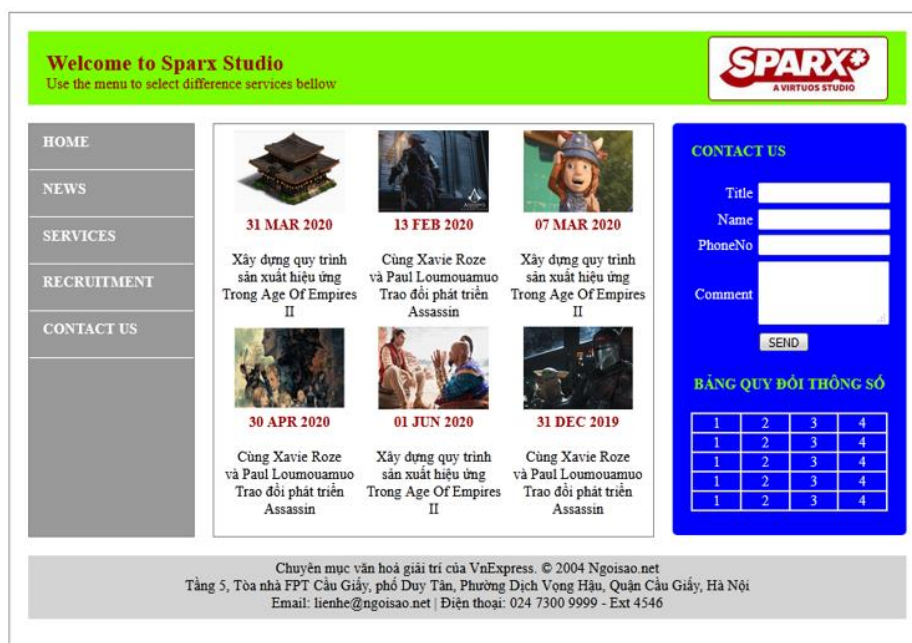 Welcome to Sparx Studio
Use the menu to select difference services bellow
SPARX*
A VIRTUOS STUDIO
HOME
NEWS
SERVICES
RECRUITMENT
CONTACT US
31 MAR 2020
Xây dựng quy trình
sản xuất hiệu ứng
Trong Age Of Empires
II
13 FEB 2020
Cùng Xavie Roze
và Paul Loumouamuo
Trao đổi phát triển
Assassin
07 MAR 2020
Xây dựng quy trình
sản xuất hiệu ứng
Trong Age Of Empires
II
30 APR 2020
Cùng Xavie Roze
và Paul Loumouamuo
Trao đổi phát triển
Assassin
01 JUN 2020
Xây dựng quy trình
sản xuất hiệu ứng
Trong Age Of Empires
II
31 DEC 2019
Cùng Xavie Roze
và Paul Loumouamuo
Trao đổi phát triển
Assassin
CONTACT US
Title
Name
PhoneNo
Comment
SEND
BẢNG QUY ĐỔI THÔNG SỐ
1 2 3 4
1 2 3 4
1 2 3 4
1 2 3 4
1 2 3 4
Chuyên mục văn hoá giải trí của VnExpress. © 2004 Ngoisao.net
Tầng 5, Tòa nhà FPT Cầu Giấy, phố Duy Tân, Phường Dịch Vọng Hậu, Quận Cầu Giấy, Hà Nội
Email: lienhe@ngoisao.net | Điện thoại: 024 7300 9999 - Ext 4546